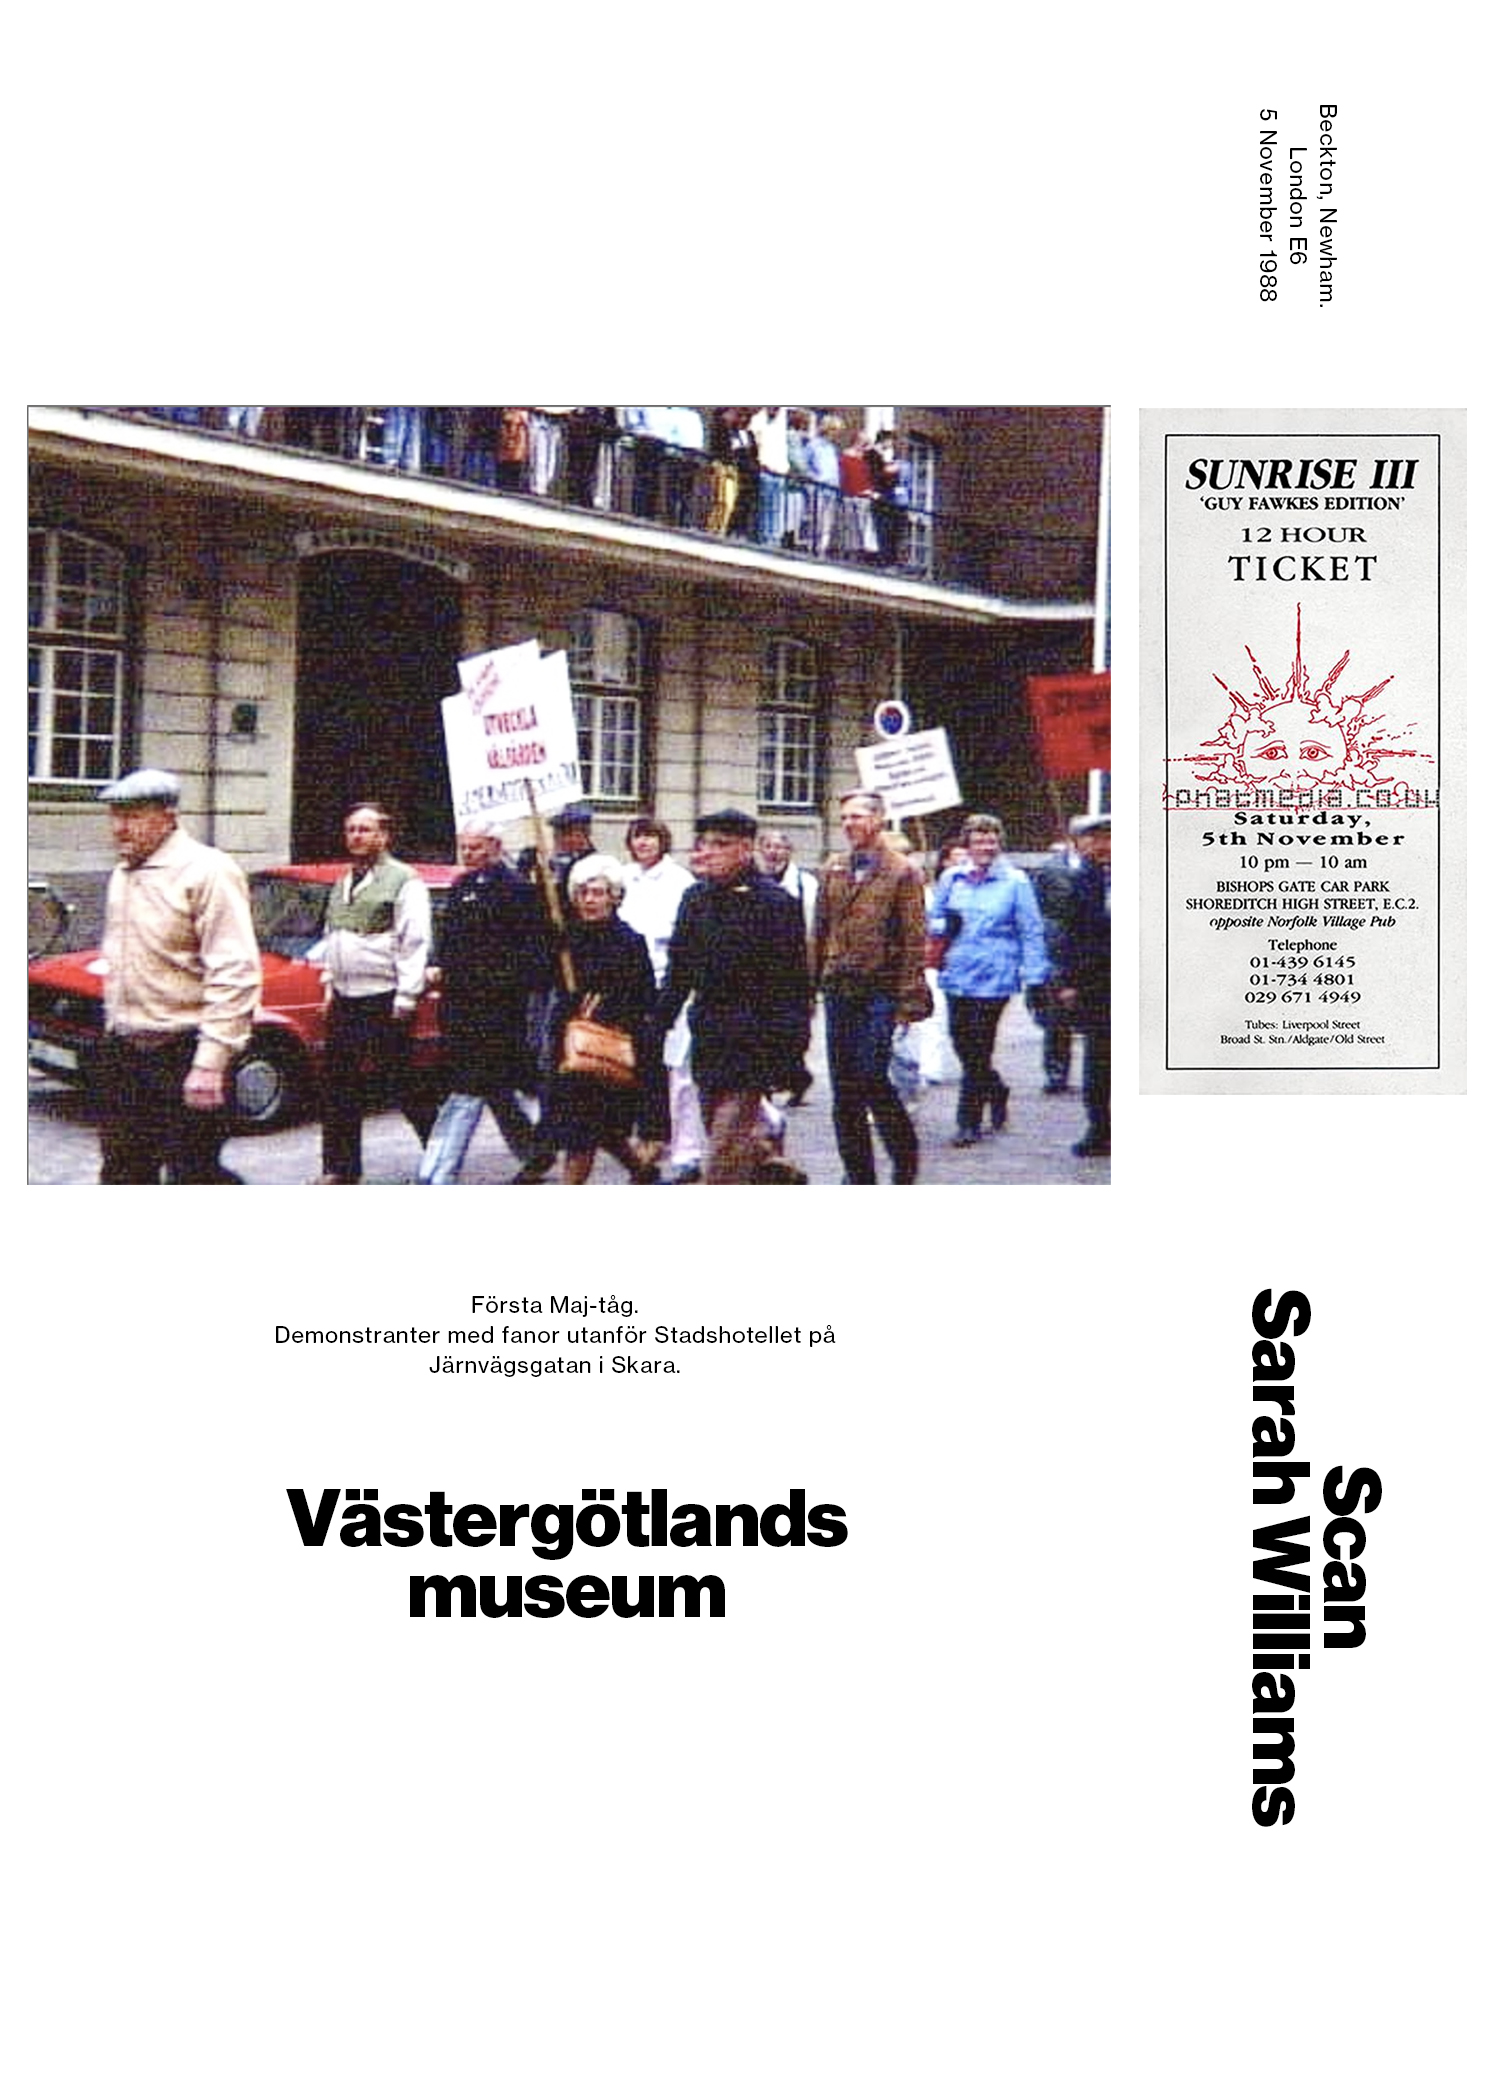 Beckton, Newham.
London E6
5 November 1988
UTVECKLA
VÄLFÄRDEN
SUNRISE III
‘GUY FAWKES EDITION’
12 HOUR
TICKET
Saturday,
5th November
10 pm — 10 am
BISHOPS GATE CAR PARK
SHOREDITCH HIGH STREET, E.C.2.
opposite Norfolk Village Pub
Telephone
01-439 6145
01-734 4801
029 671 4949
Tubes: Liverpool Street
Broad St. Stn./Aldgate/Old Street
Första Maj-tåg.
Demonstranter med fanor utanför Stadshotellet på
Järnvägsgatan i Skara.
Västergötlands
museum
Scan
Sarah Williams